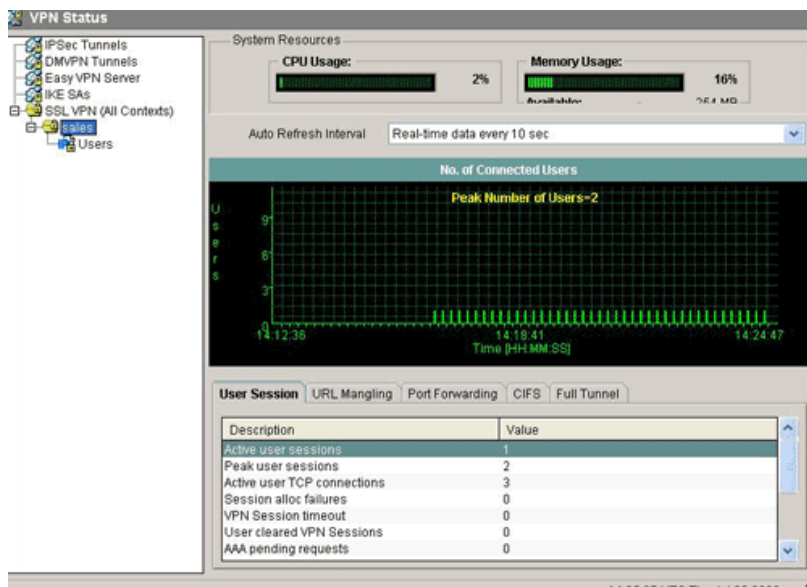 VPN Status
IPSec Tunnels
DMVPN Tunnels
Easy VPN Server
IKE SAs
SSL VPN (All Contexts)
sales
Users
System Resources
CPU Usage:
2%
Memory Usage:
16%
Auto Refresh Interval
Real-time data every 10 sec
No. of Connected Users
Peak Number of Users=2
Users
9
6
3
0
14:12:36
14:18:41
14:24:47
Time [HH:MM:SS]
User Session URL Mangling Port Forwarding CIFS Full Tunnel
Description Value
Active user sessions 1
Peak user sessions 2
Active user TCP connections 3
Session alloc failures 0
VPN Session timeout 0
User cleared VPN Sessions 0
AAA pending requests 0